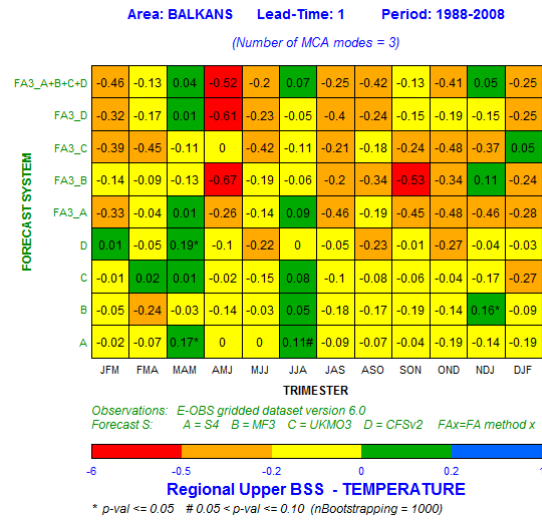 Area: BALKANS Lead-Time: 1 Period: 1988-2008
(Number of MCA modes = 3)
FORECAST SYSTEM
FA3_A+B+C+D -0.46 -0.13 0.04 -0.52 -0.2 0.07 -0.25 -0.42 -0.13 -0.41 0.05 -0.25
FA3_D -0.32 -0.17 0.01 -0.61 -0.23 -0.05 -0.4 -0.24 -0.15 -0.19 -0.15 -0.25
FA3_C -0.39 -0.45 -0.11 0 -0.42 -0.11 -0.21 -0.18 -0.24 -0.48 -0.37 0.05
FA3_B -0.14 -0.09 -0.13 -0.67 -0.19 -0.06 -0.2 -0.34 -0.53 -0.34 0.11 -0.24
FA3_A -0.33 -0.04 0.01 -0.26 -0.14 0.09 -0.46 -0.19 -0.45 -0.48 -0.46 -0.28
D 0.01 -0.05 0.19* -0.1 -0.22 0 -0.05 -0.23 -0.01 -0.27 -0.04 -0.03
C -0.01 0.02 0.01 -0.02 -0.15 0.08 -0.1 -0.08 -0.06 -0.04 -0.17 -0.27
B -0.05 -0.24 -0.03 -0.14 -0.03 0.05 -0.18 -0.17 -0.19 -0.14 0.16* -0.09
A -0.02 -0.07 0.17* 0 0 0.11# -0.09 -0.07 -0.04 -0.19 -0.14 -0.19
JFM FMA MAM AMJ MJJ JJA JAS ASO SON OND NDJ DJF
TRIMESTER
Observations: E-OBS gridded dataset version 6.0
Forecast S: A = S4 B = MF3 C = UKMO3 D = CFSv2 FAx=FA method x
-6 -0.5 -0.2 0 0.2 1
Regional Upper BSS - TEMPERATURE
* p-val <= 0.05 # 0.05 < p-val <= 0.10 (nBootstrapping = 1000)